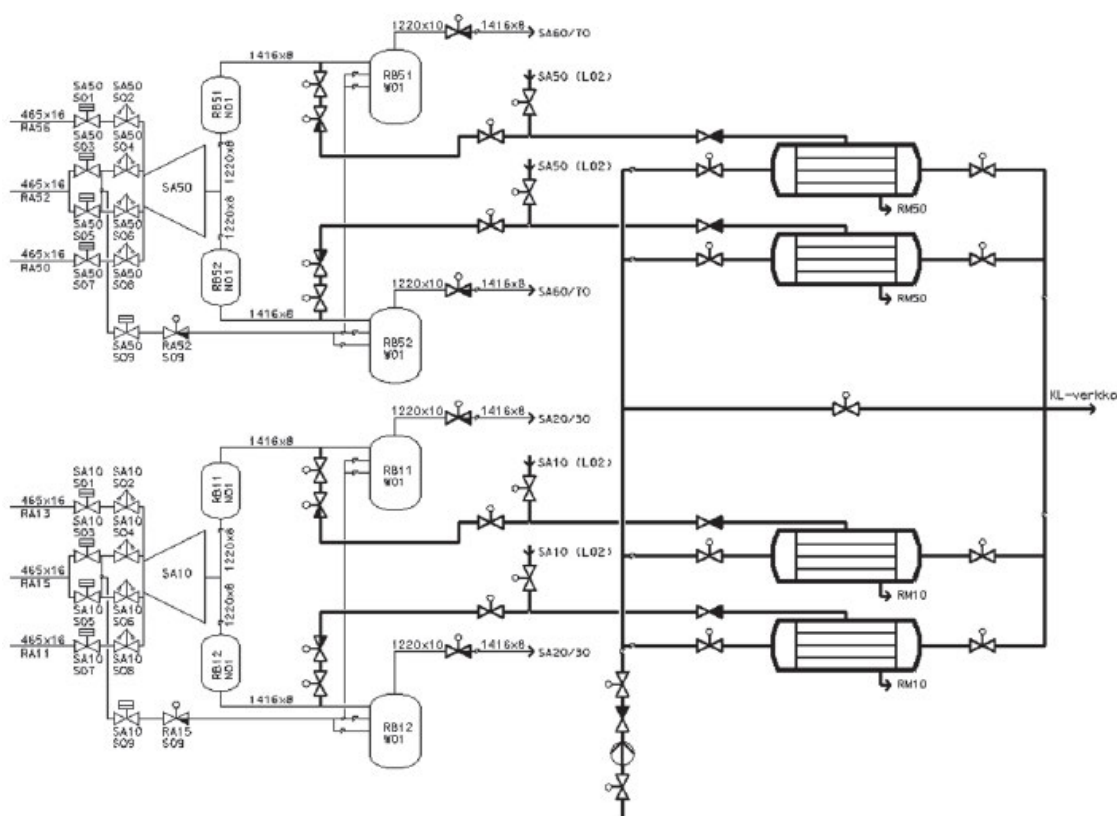 1220x10 1416x8
SA60/70
1416x8
RB51
W01
SA50 (L02)
SA50 SA50
S01 S02
RB51
N01
465x16
RA56
SA50 SA50
S03 S04
1220x8
SA50
465x16
RA52
SA50 (L02)
RM50
1220x8
SA50 SA50
S05 S06
465x16
RA50
SA50 SA50
S07 S08
RB52
N01
1220x10 1416x8
SA60/70
RM50
1416x8
RB52
W01
SA50 RA52
S09 S09
KL-verkko
1220x10 1416x8
SA20/30
1416x8
RB11
W01
SA10 (L02)
SA10 SA10
S01 S02
RB11
N01
465x16
RA13
SA10 SA10
S03 S04
1220x8
SA10
465x16
RA15
SA10 (L02)
RM10
1220x8
SA10 SA10
S05 S06
465x16
RA11
SA10 SA10
S07 S08
RB12
N01
1220x10 1416x8
SA20/30
RM10
1416x8
RB12
W01
SA10 RA15
S09 S09